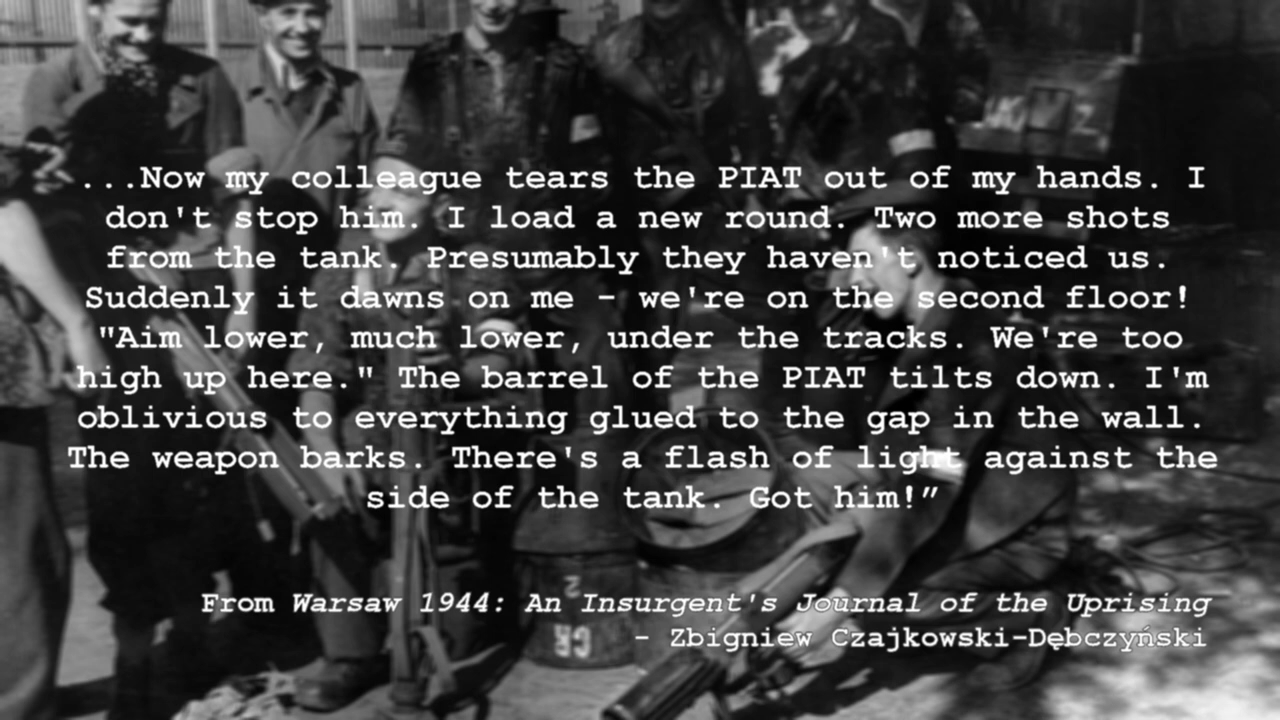 ...Now my colleague tears the PIAT out of my hands. I
don't stop him. I load a new round. Two more shots
from the tank. Presumably they haven't noticed us.
Suddenly it dawns on me – we're on the second floor!
"Aim lower, much lower, under the tracks. We're too
high up here." The barrel of the PIAT tilts down. I'm
oblivious to everything glued to the gap in the wall.
The weapon barks. There's a flash of light against the
side of the tank. Got him!”
From Warsaw 1944: An Insurgent's Journal of the Uprising
- Zbigniew Czajkowski-Dębczyński
2
GR